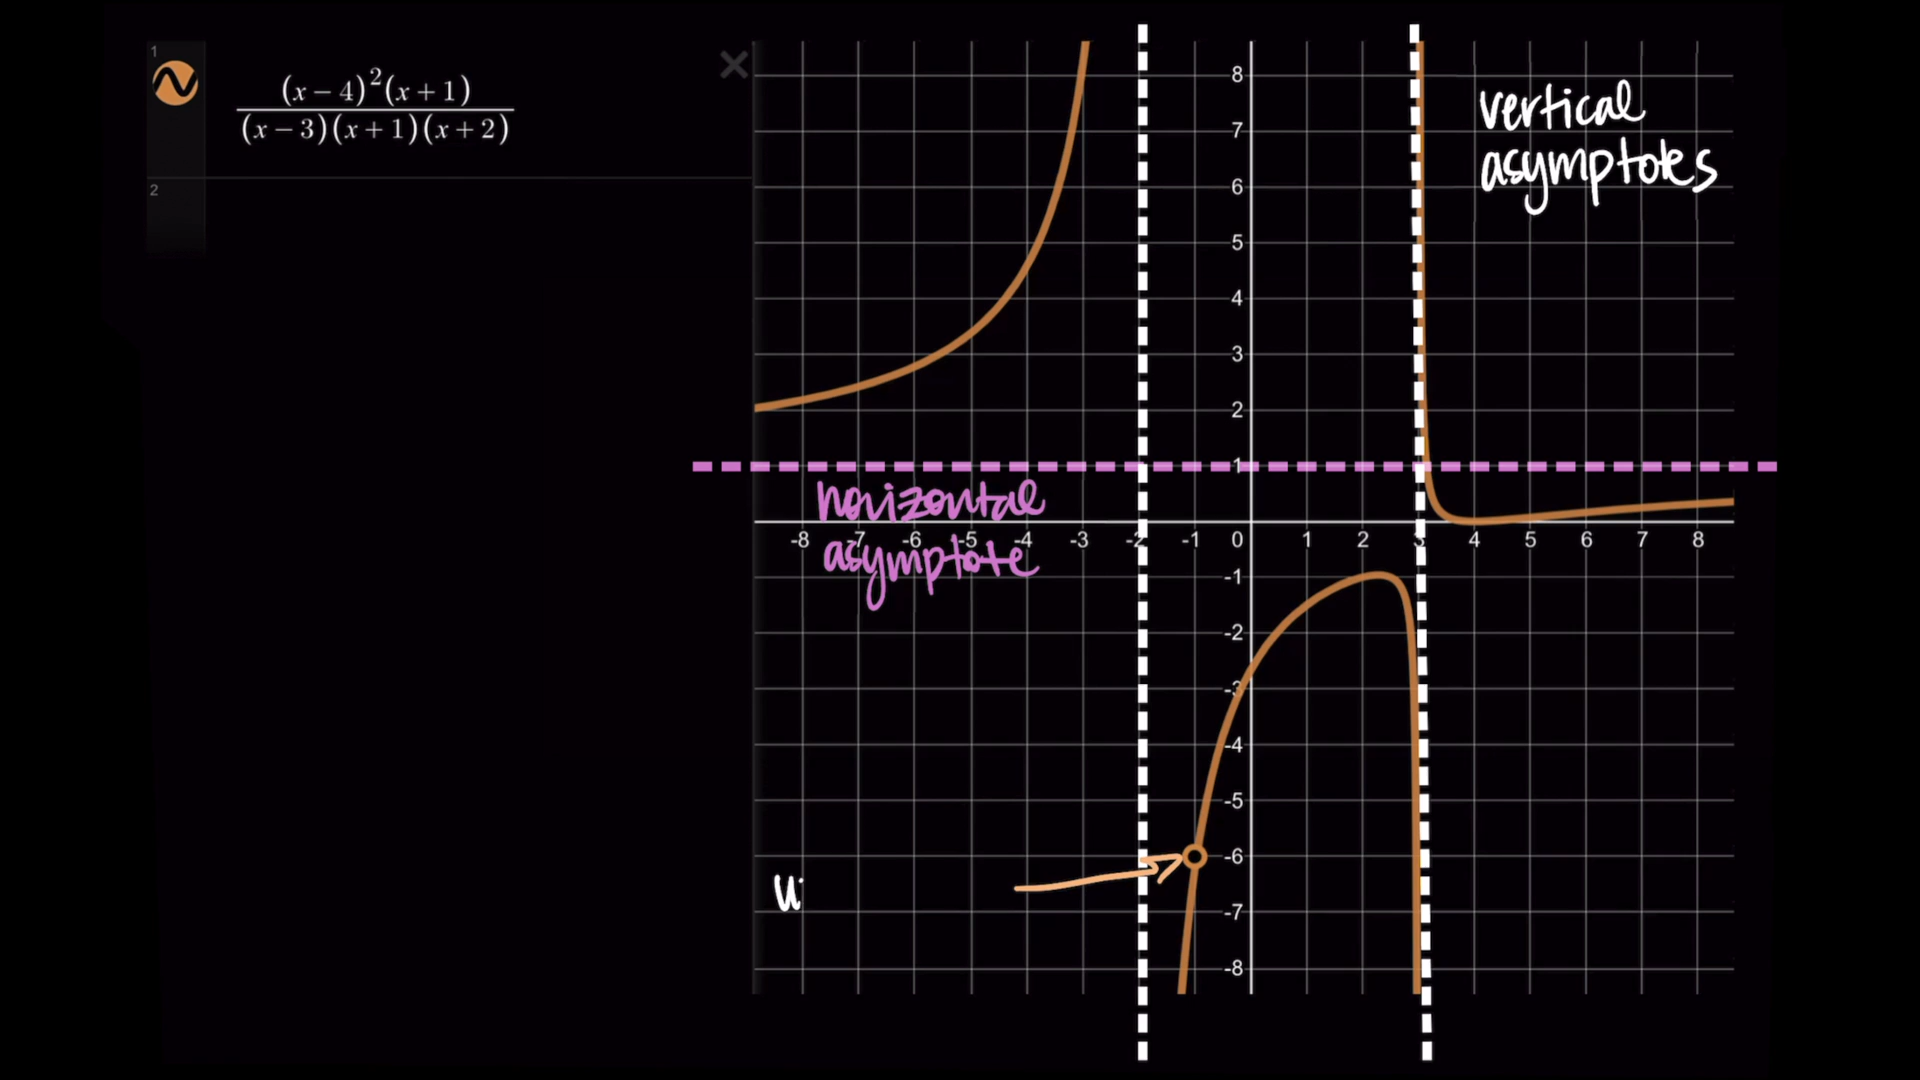 1
(x − 4)²(x + 1)
(x − 3)(x + 1)(x + 2)
2
vertical
asymptotes
8
7
6
5
4
3
2
1
horizontal
-8 -7 -6 -5 -4 -3 -2 -1 0 1 2 3 4 5 6 7 8
asymptote
-1
-2
-3
-4
-5
-6
-7
-8